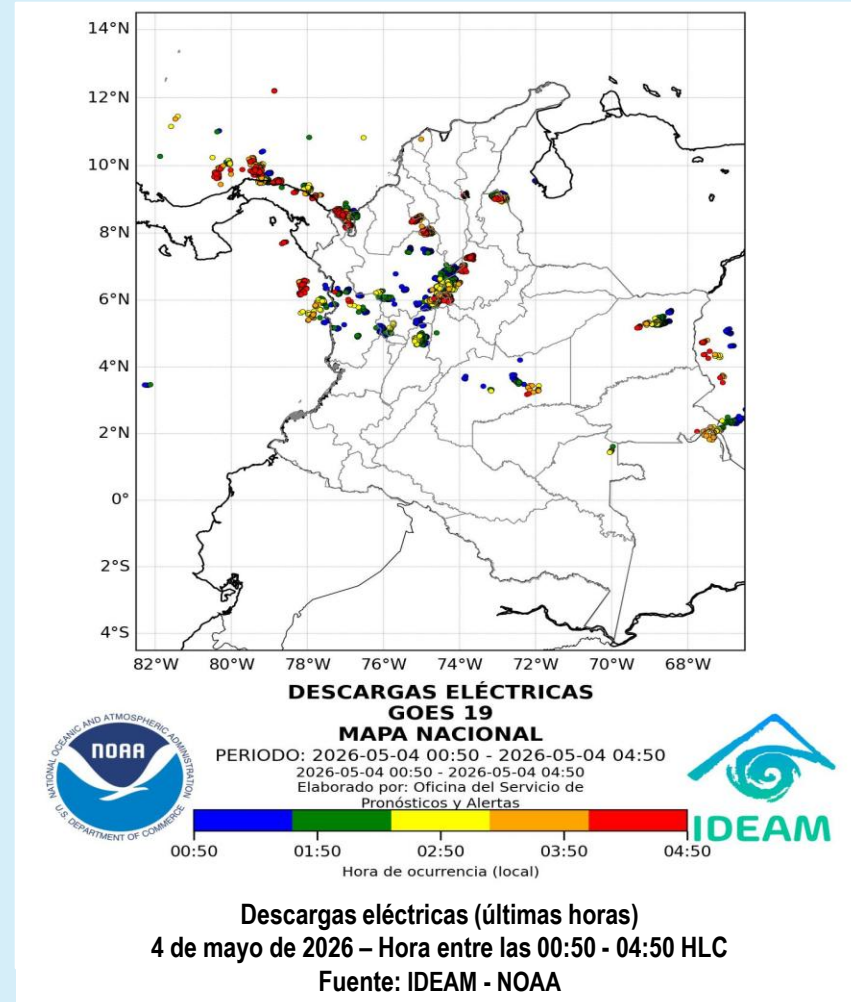 14°N
12°N
10°N
8°N
6°N
4°N
2°N
0°
2°S
4°S
82°W 80°W 78°W 76°W 74°W 72°W 70°W 68°W
DESCARGAS ELÉCTRICAS
GOES 19
MAPA NACIONAL
PERIODO: 2026-05-04 00:50 - 2026-05-04 04:50
2026-05-04 00:50 - 2026-05-04 04:50
Elaborado por: Oficina del Servicio de
Pronósticos y Alertas
NATIONAL OCEANIC AND ATMOSPHERIC ADMINISTRATION
NOAA
U.S. DEPARTMENT OF COMMERCE
IDEAM
00:50 01:50 02:50 03:50 04:50
Hora de ocurrencia (local)
Descargas eléctricas (últimas horas)
4 de mayo de 2026 – Hora entre las 00:50 - 04:50 HLC
Fuente: IDEAM - NOAA